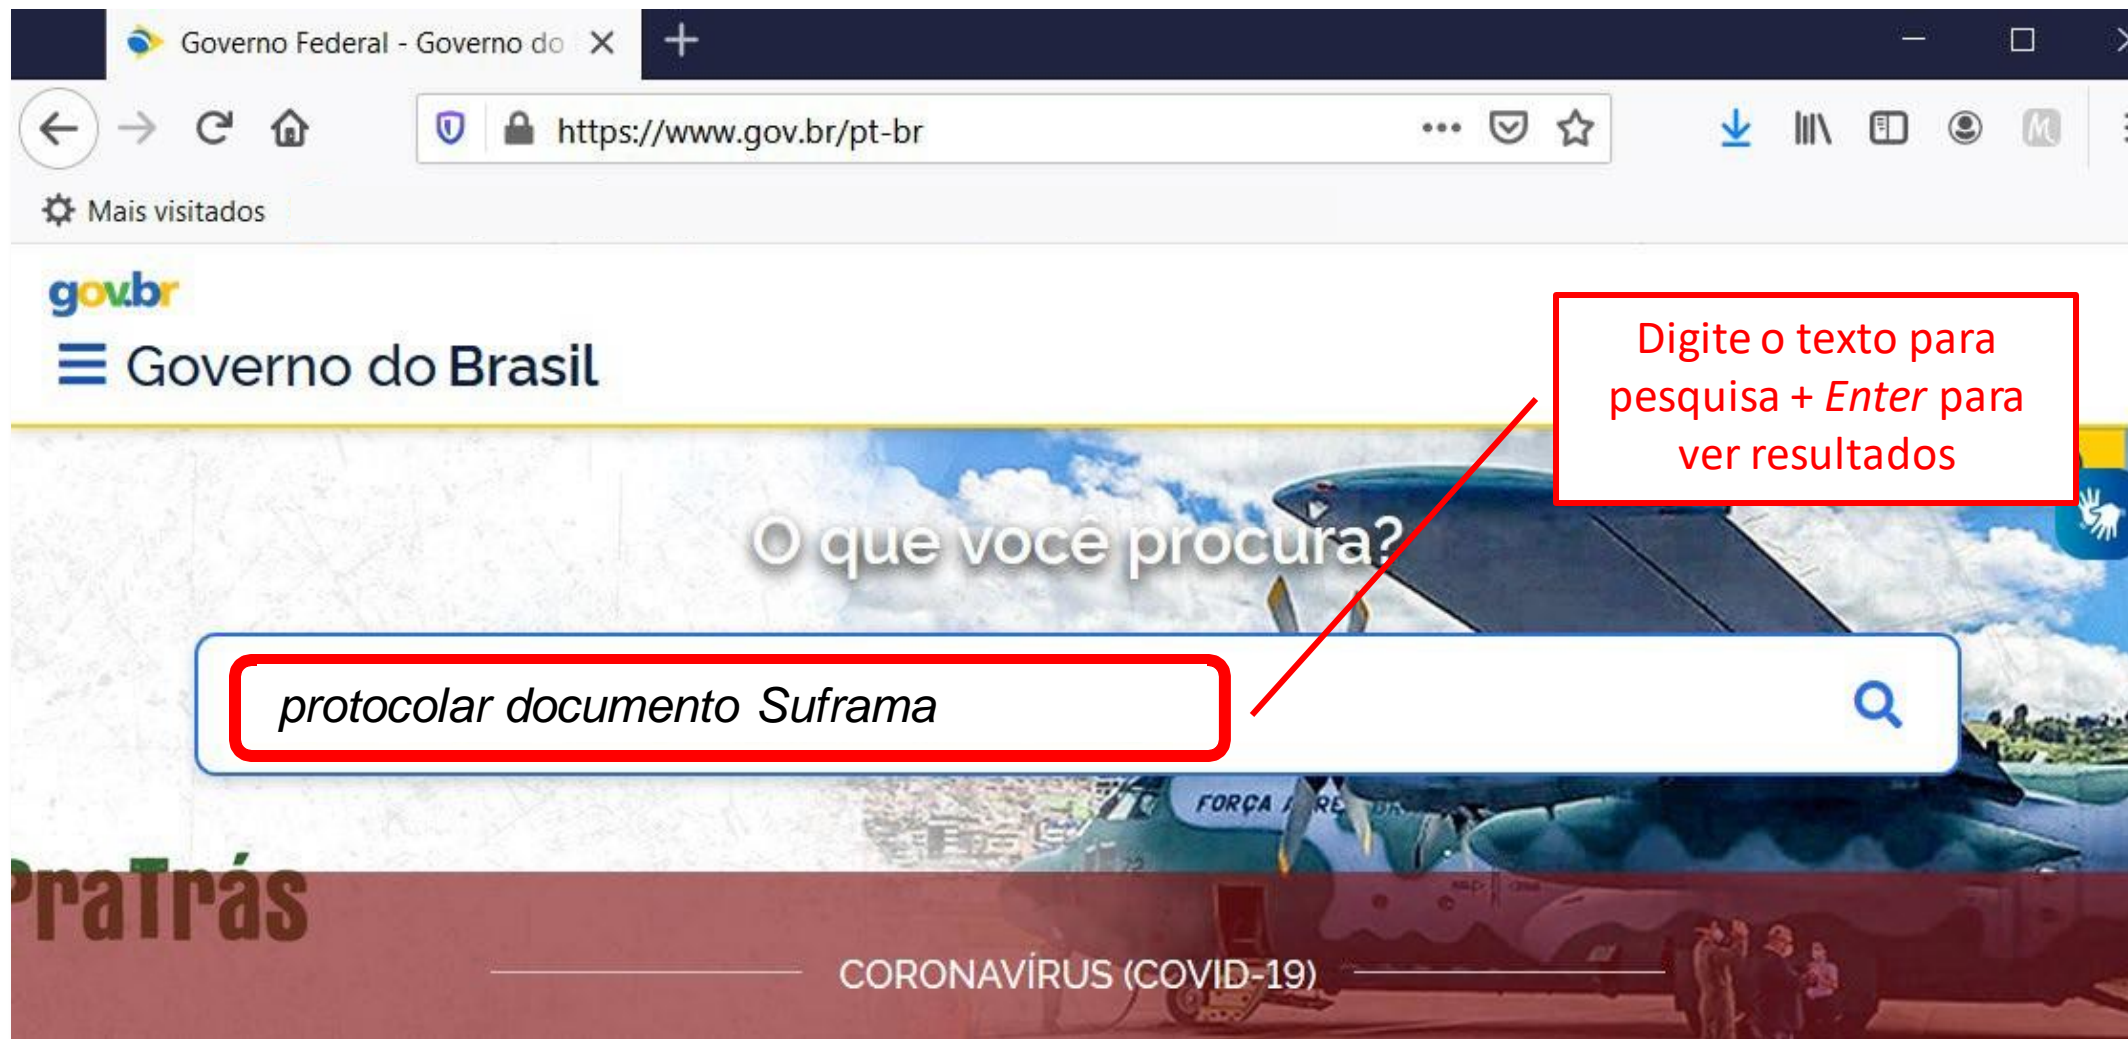 Governo Federal - Governo do
https://www.gov.br/pt-br
Mais visitados
gov.br
Governo do Brasil
Digite o texto para
pesquisa + Enter para
ver resultados
O que você procura?
protocolar documento Suframa
FORÇA
PraTrás
CORONAVÍRUS (COVID-19)